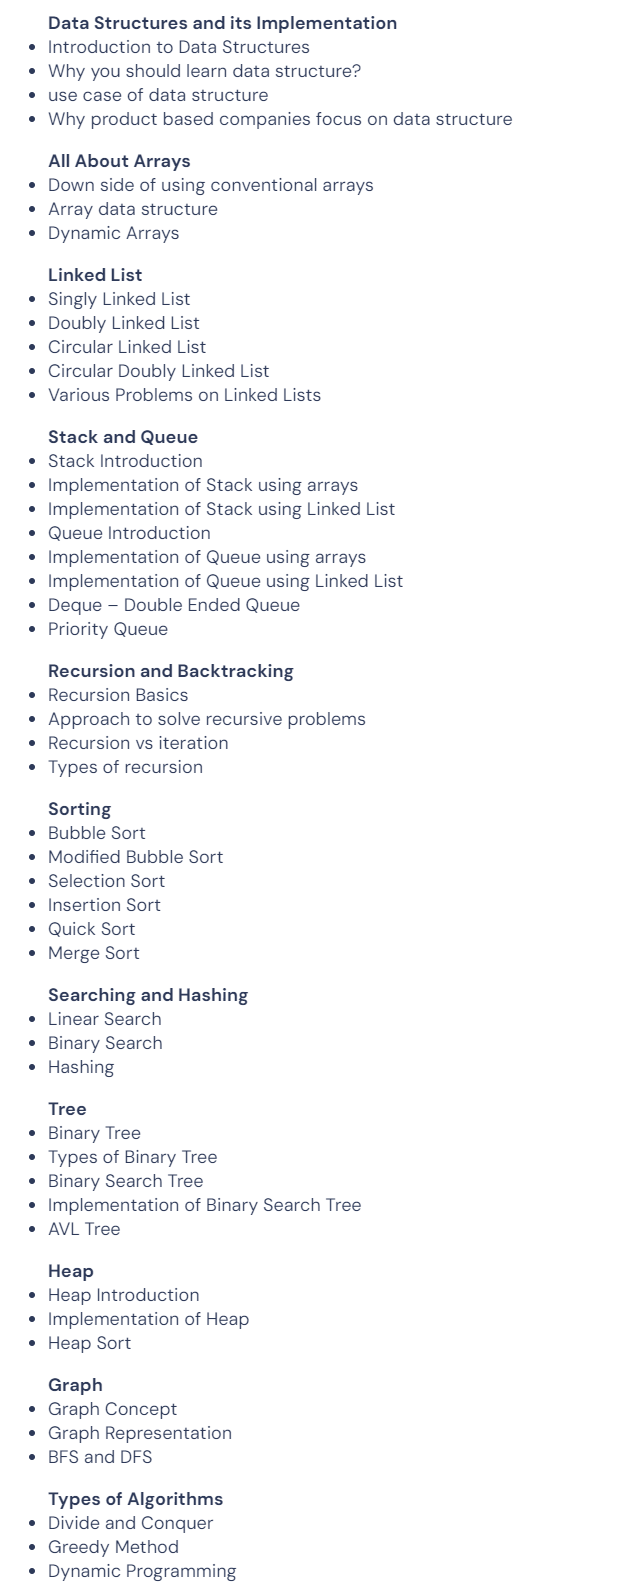 Data Structures and its Implementation
Introduction to Data Structures
Why you should learn data structure?
use case of data structure
Why product based companies focus on data structure
All About Arrays
Down side of using conventional arrays
Array data structure
Dynamic Arrays
Linked List
Singly Linked List
Doubly Linked List
Circular Linked List
Circular Doubly Linked List
Various Problems on Linked Lists
Stack and Queue
Stack Introduction
Implementation of Stack using arrays
Implementation of Stack using Linked List
Queue Introduction
Implementation of Queue using arrays
Implementation of Queue using Linked List
Deque – Double Ended Queue
Priority Queue
Recursion and Backtracking
Recursion Basics
Approach to solve recursive problems
Recursion vs iteration
Types of recursion
Sorting
Bubble Sort
Modified Bubble Sort
Selection Sort
Insertion Sort
Quick Sort
Merge Sort
Searching and Hashing
Linear Search
Binary Search
Hashing
Tree
Binary Tree
Types of Binary Tree
Binary Search Tree
Implementation of Binary Search Tree
AVL Tree
Heap
Heap Introduction
Implementation of Heap
Heap Sort
Graph
Graph Concept
Graph Representation
BFS and DFS
Types of Algorithms
Divide and Conquer
Greedy Method
Dynamic Programming